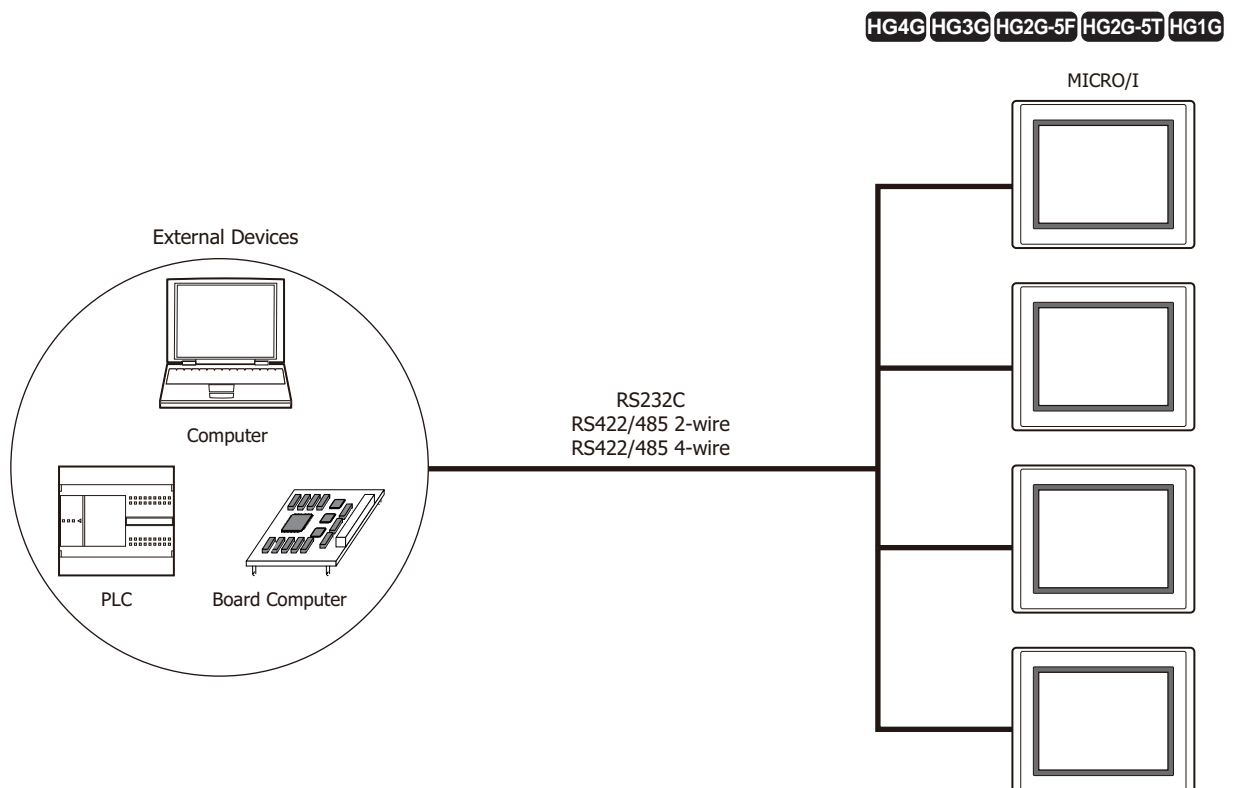 HG4G HG3G HG2G-5F HG2G-5T HG1G
MICRO/I
External Devices
Computer
RS232C
RS422/485 2-wire
RS422/485 4-wire
PLC
Board Computer